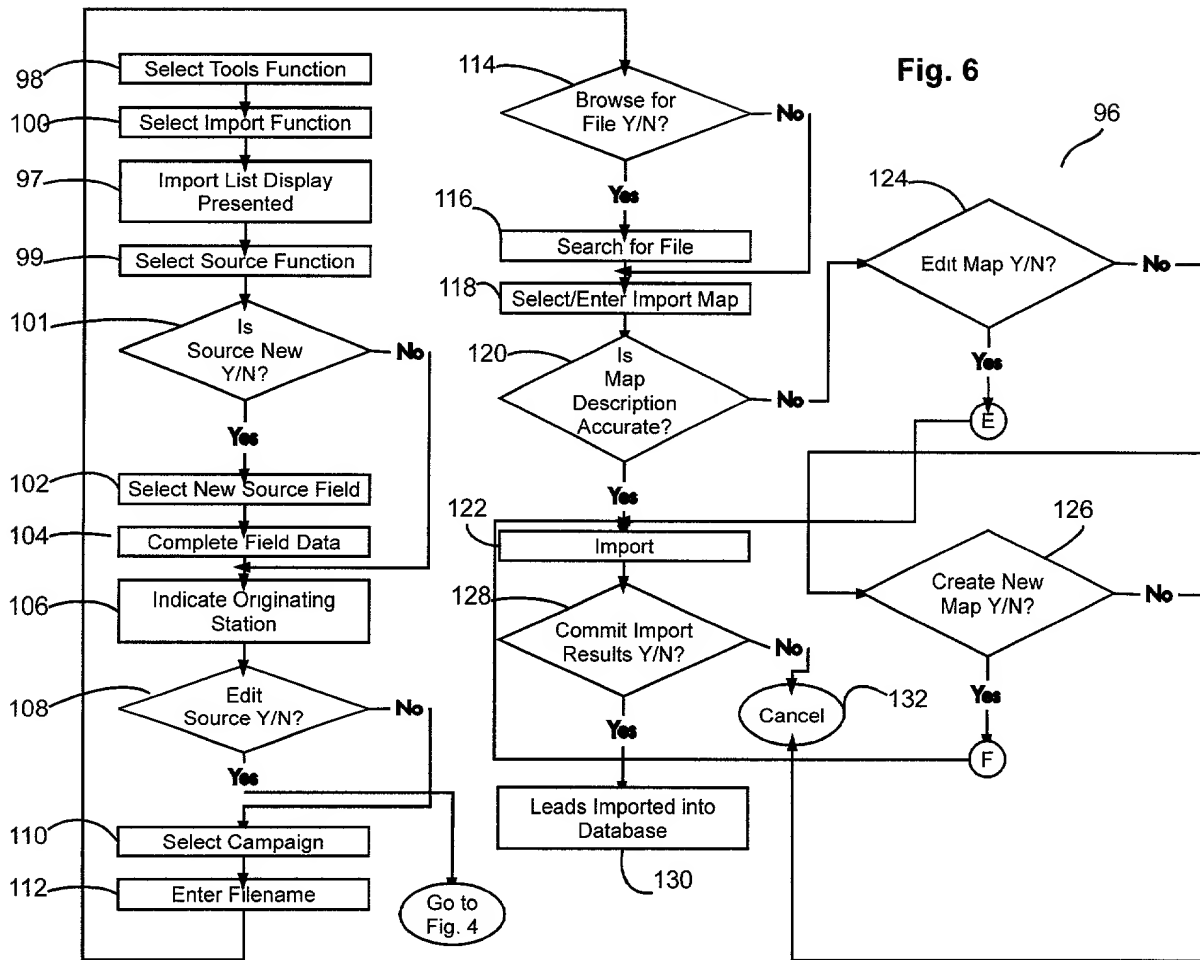 Fig. 6
96
98
Select Tools Function
100
Select Import Function
97
Import List Display
Presented
99
Select Source Function
101
Is
Source New
Y/N?
No
Yes
102
Select New Source Field
104
Complete Field Data
106
Indicate Originating
Station
108
Edit
Source Y/N?
No
Yes
110
Select Campaign
112
Enter Filename
Go to
Fig. 4
114
Browse for
File Y/N?
No
Yes
116
Search for File
118
Select/Enter Import Map
120
Is
Map
Description
Accurate?
No
Yes
122
Import
128
Commit Import
Results Y/N?
No
Yes
Cancel
132
Leads Imported into
Database
130
124
Edit Map Y/N?
No
Yes
E
126
Create New
Map Y/N?
No
Yes
F